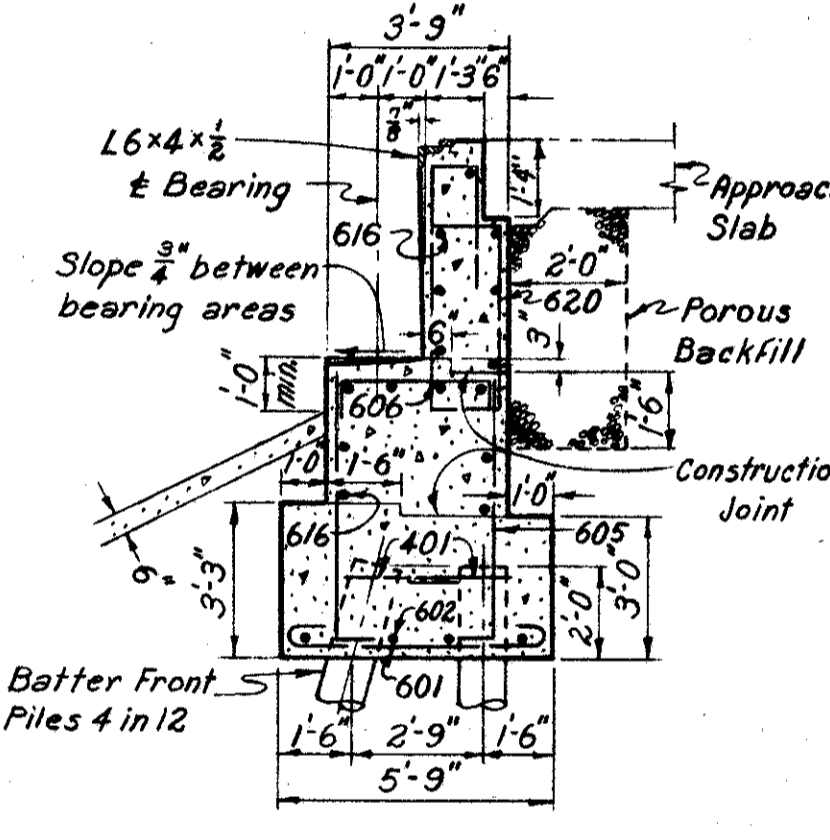 3'-9"
1'-0" 1'-0" 1'-3" 6"
7/8"
L6×4×1/2
℄ Bearing
1'-4"
Approac
Slab
616
Slope 3/4" between
bearing areas
2'-0"
620
6"
3"
Porous
Backfill
1'-0"
min.
606
1'-6"
1'-0" 1'-6"
Constructio
Joint
1'-0"
616
401
605
9"
3'-3"
602
2'-0"
3'-0"
601
Batter Front
Piles 4 in 12
1'-6" 2'-9" 1'-6"
5'-9"